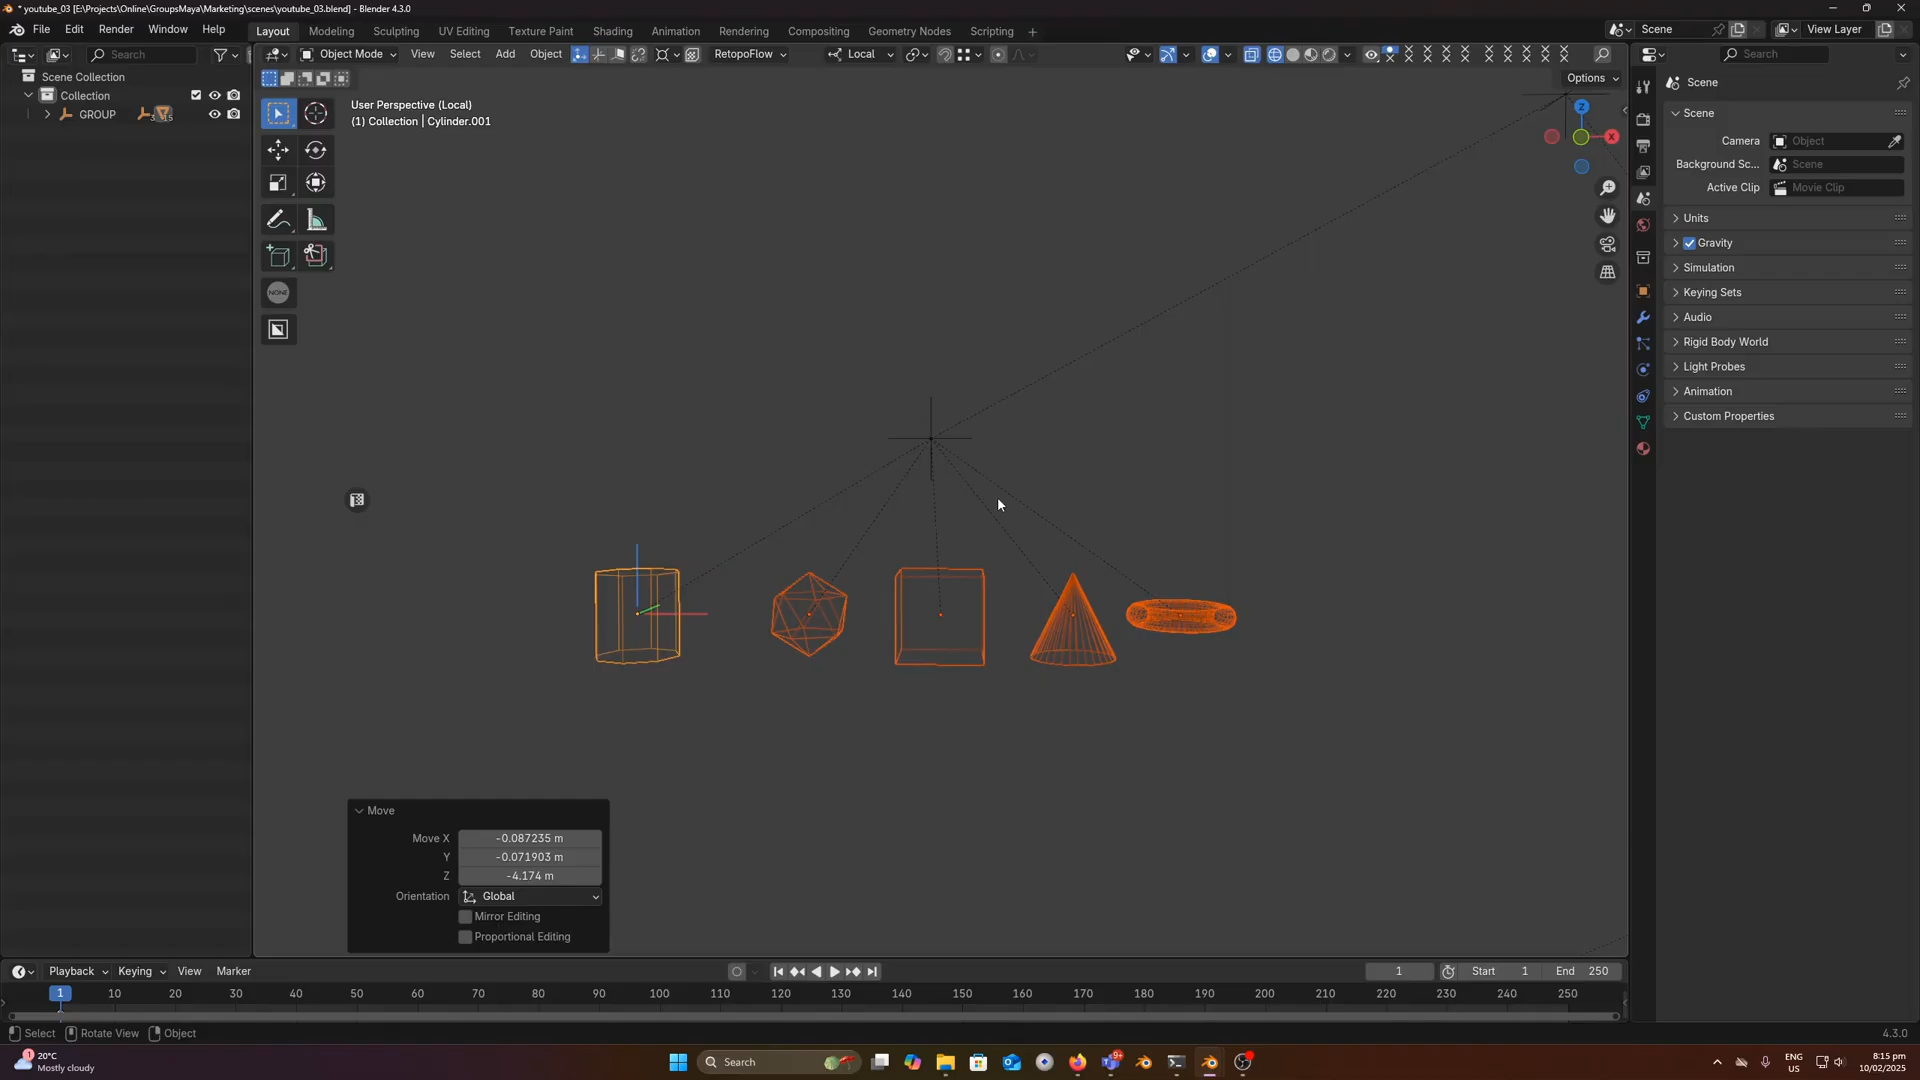 * youtube_03 [E:\Projects\Online\GroupsMaya\Marketing\scenes\youtube_03.blend] - Blender 4.3.0
File Edit Render Window Help
Layout Modeling Sculpting UV Editing Texture Paint Shading Animation Rendering Compositing Geometry Nodes Scripting +
Scene
View Layer
Search
Object Mode View Select Add Object
RetopoFlow
Local
Search
Scene Collection
Collection
GROUP
Options
User Perspective (Local)
(1) Collection | Cylinder.001
NONE
Z
X
Scene
Scene
Camera Object
Background Sc... Scene
Active Clip Movie Clip
Units
Gravity
Simulation
Keying Sets
Audio
Rigid Body World
Light Probes
Animation
Custom Properties
Move
Move X -0.087235 m
Y -0.071903 m
Z -4.174 m
Orientation Global
Mirror Editing
Proportional Editing
Playback Keying View Marker
1 Start 1 End 250
1 10 20 30 40 50 60 70 80 90 100 110 120 130 140 150 160 170 180 190 200 210 220 230 240 250
Select Rotate View Object
4.3.0
1
20°C
Mostly cloudy
Search
9+
ENG
US
8:15 pm
10/02/2025